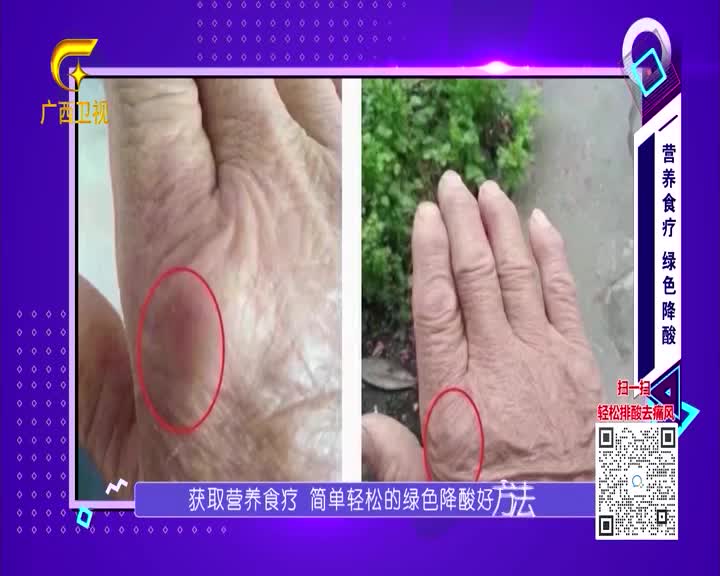 广西卫视
营养食疗 绿色降酸
扫一扫
轻松排酸去痛风
获取营养食疗 简单轻松的绿色降酸好方法